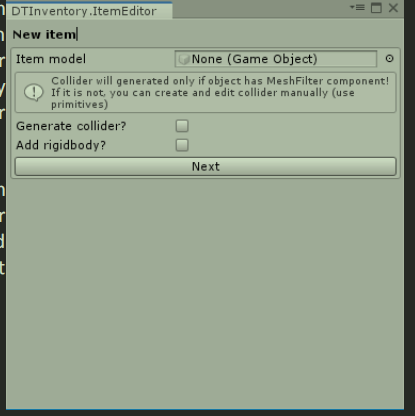 DTInventory.ItemEditor
New item
Item model
None (Game Object)
Collider will generated only if object has MeshFilter component!
If it is not, you can create and edit collider manually (use
primitives)
Generate collider?
Add rigidbody?
Next